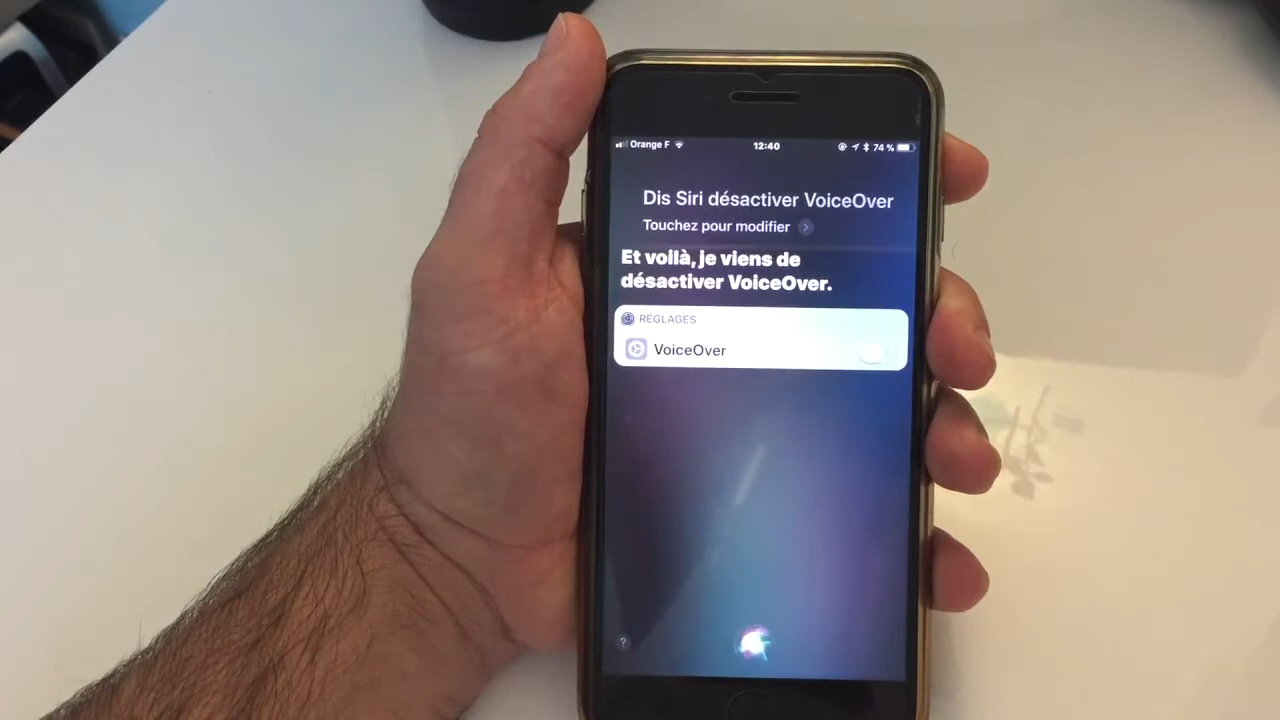 Orange F 12:40 74 %
Dis Siri désactiver VoiceOver
Touchez pour modifier
Et voilà, je viens de
désactiver VoiceOver.
RÉGLAGES
VoiceOver
?